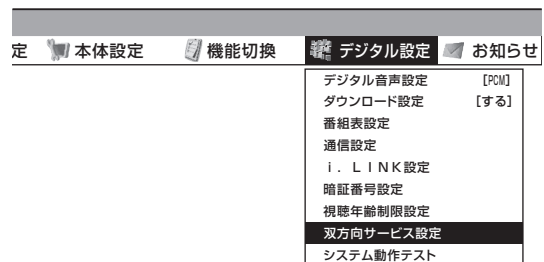 定 本体設定 機能切換 デジタル設定 お知らせ
デジタル音声設定 [PCM]
ダウンロード設定 [する]
番組表設定
通信設定
i．LINK設定
暗証番号設定
視聴年齢制限設定
双方向サービス設定
システム動作テスト